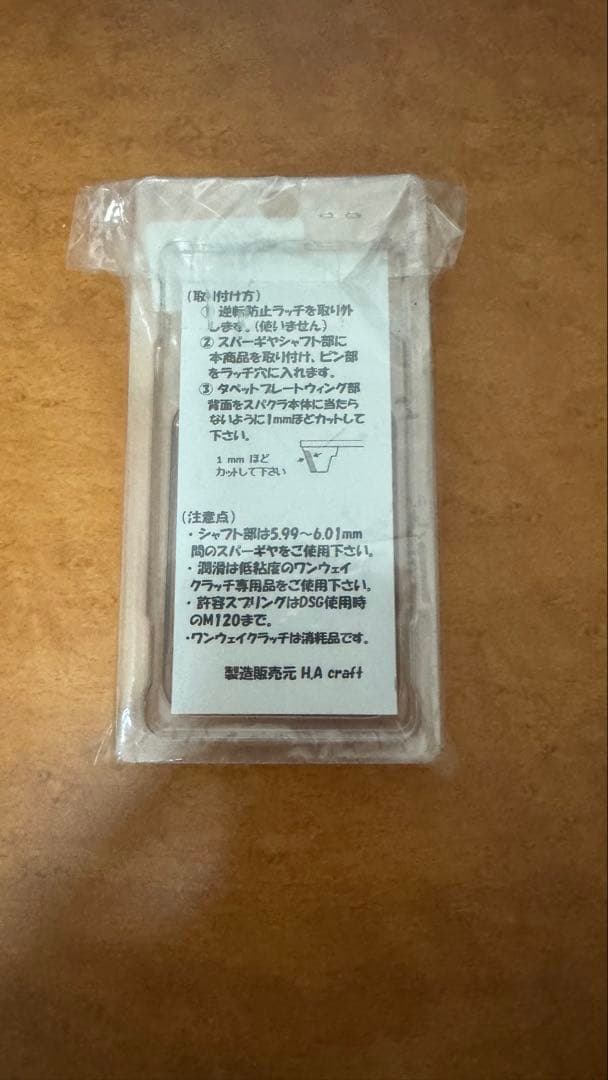 (取り付け方)
① 逆転防止ラッチを取り外
します。(使いません)
② スパーギヤシャフト部に
本商品を取り付け、ピン部
をラッチ穴に入れます。
③ タペットプレートウィング部
背面をスパクラ本体に当たら
ないように1mmほどカットして
下さい。
1 mm ほど
カットして下さい
(注意点)
・シャフト部は5.99～6.01mm
間のスパーギヤをご使用下さい。
・潤滑は低粘度のワンウェイ
クラッチ専用品をご使用下さい。
・許容スプリングはDSG使用時
のM120まで。
・ワンウェイクラッチは消耗品です。
製造販売元 H.A craft